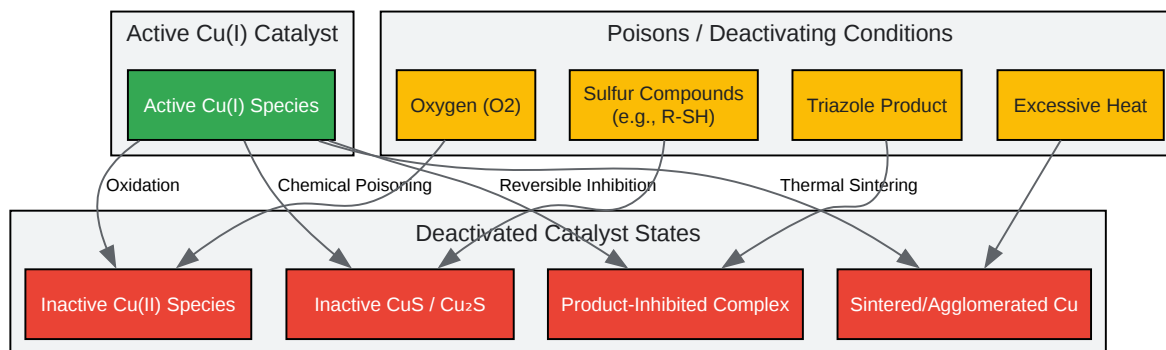 Active Cu(I) Catalyst
Poisons / Deactivating Conditions
Active Cu(I) Species
Oxygen (O2)
Sulfur Compounds
(e.g., R-SH)
Triazole Product
Excessive Heat
Oxidation
Chemical Poisoning
Reversible Inhibition
Thermal Sintering
Deactivated Catalyst States
Inactive Cu(II) Species
Inactive CuS / Cu₂S
Product-Inhibited Complex
Sintered/Agglomerated Cu